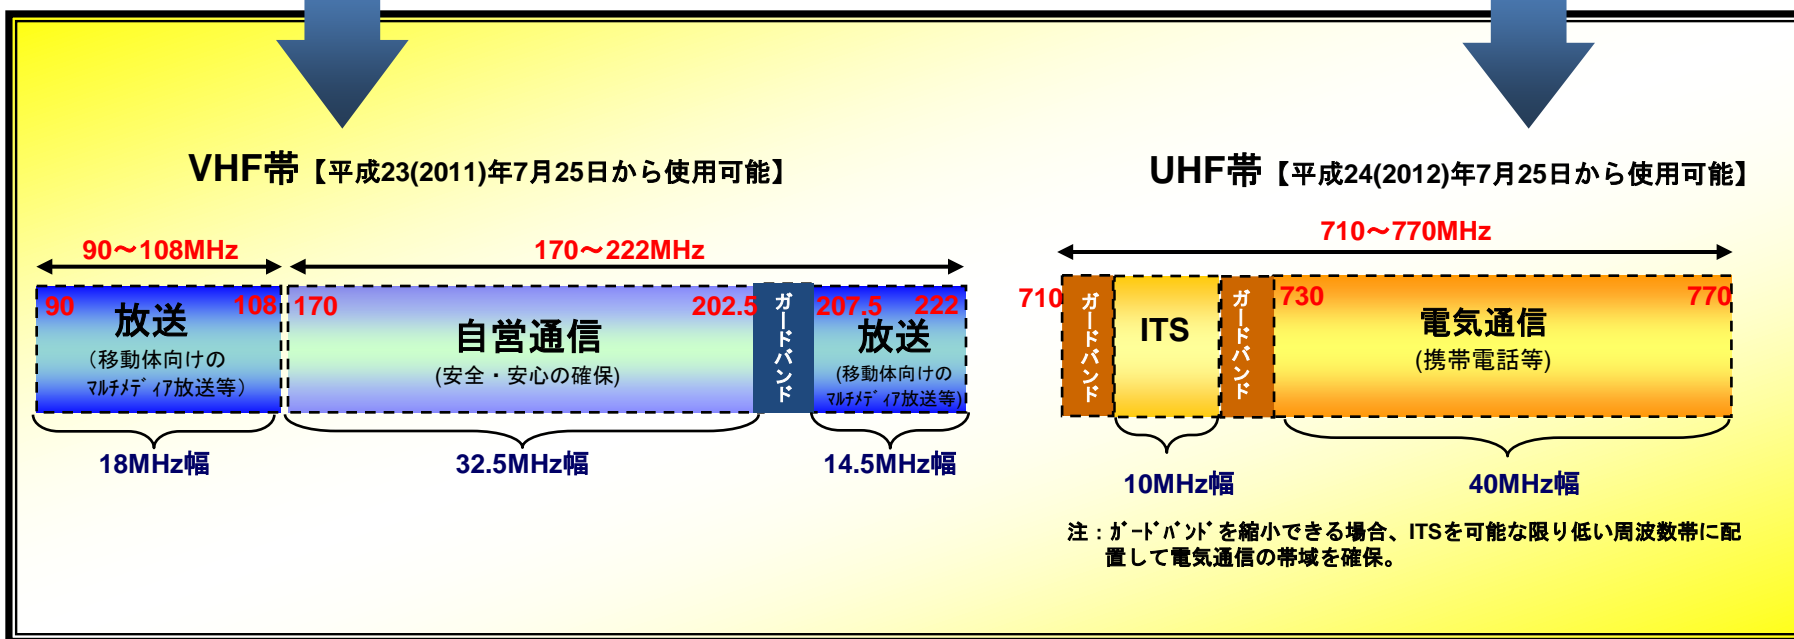 VHF帯【平成23(2011)年7月25日から使用可能】
90～108MHz
170～222MHz
90
放送
108
(移動体向けの
ﾏﾙﾁﾒﾃﾞｨｱ放送等)
170
自営通信
202.5
(安全・安心の確保)
ガードバンド
207.5
222
放送
(移動体向けの
ﾏﾙﾁﾒﾃﾞｨｱ放送等)
18MHz幅
32.5MHz幅
14.5MHz幅
UHF帯【平成24(2012)年7月25日から使用可能】
710～770MHz
710
ガードバンド
ITS
ガードバンド
730
電気通信
770
(携帯電話等)
10MHz幅
40MHz幅
注：ｶﾞｰﾄﾞﾊﾞﾝﾄﾞを縮小できる場合、ITSを可能な限り低い周波数帯に配
置して電気通信の帯域を確保。